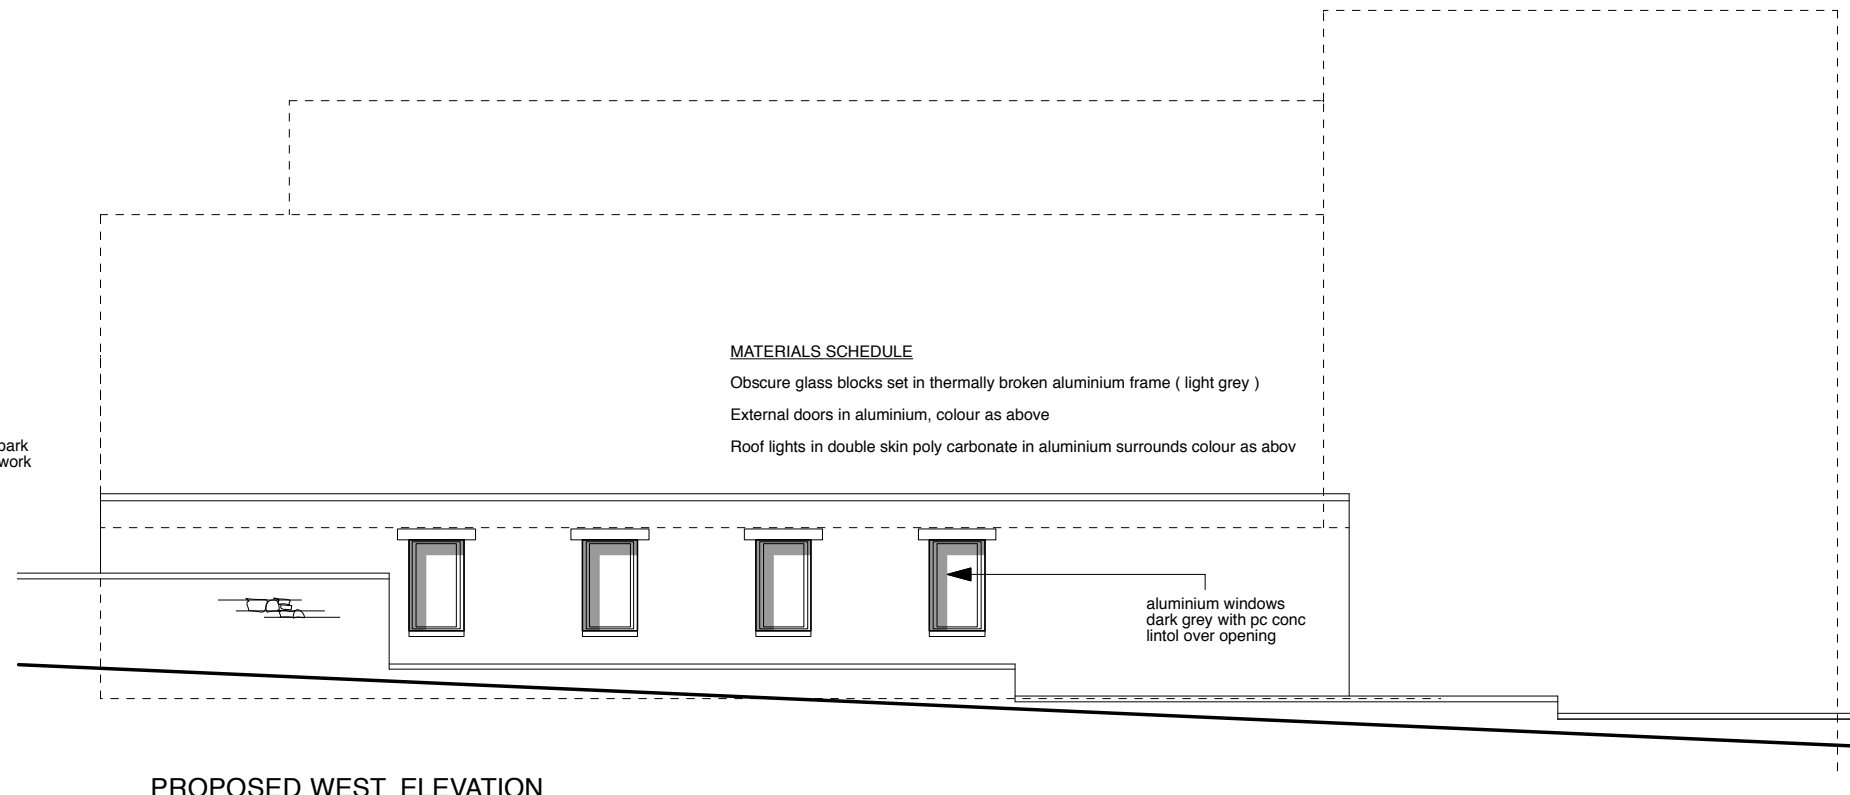 MATERIALS SCHEDULE
Obscure glass blocks set in thermally broken aluminium frame ( light grey )
External doors in aluminium, colour as above
Roof lights in double skin poly carbonate in aluminium surrounds colour as abov
park
work
aluminium windows
dark grey with pc conc
lintol over opening
PROPOSED WEST ELEVATION